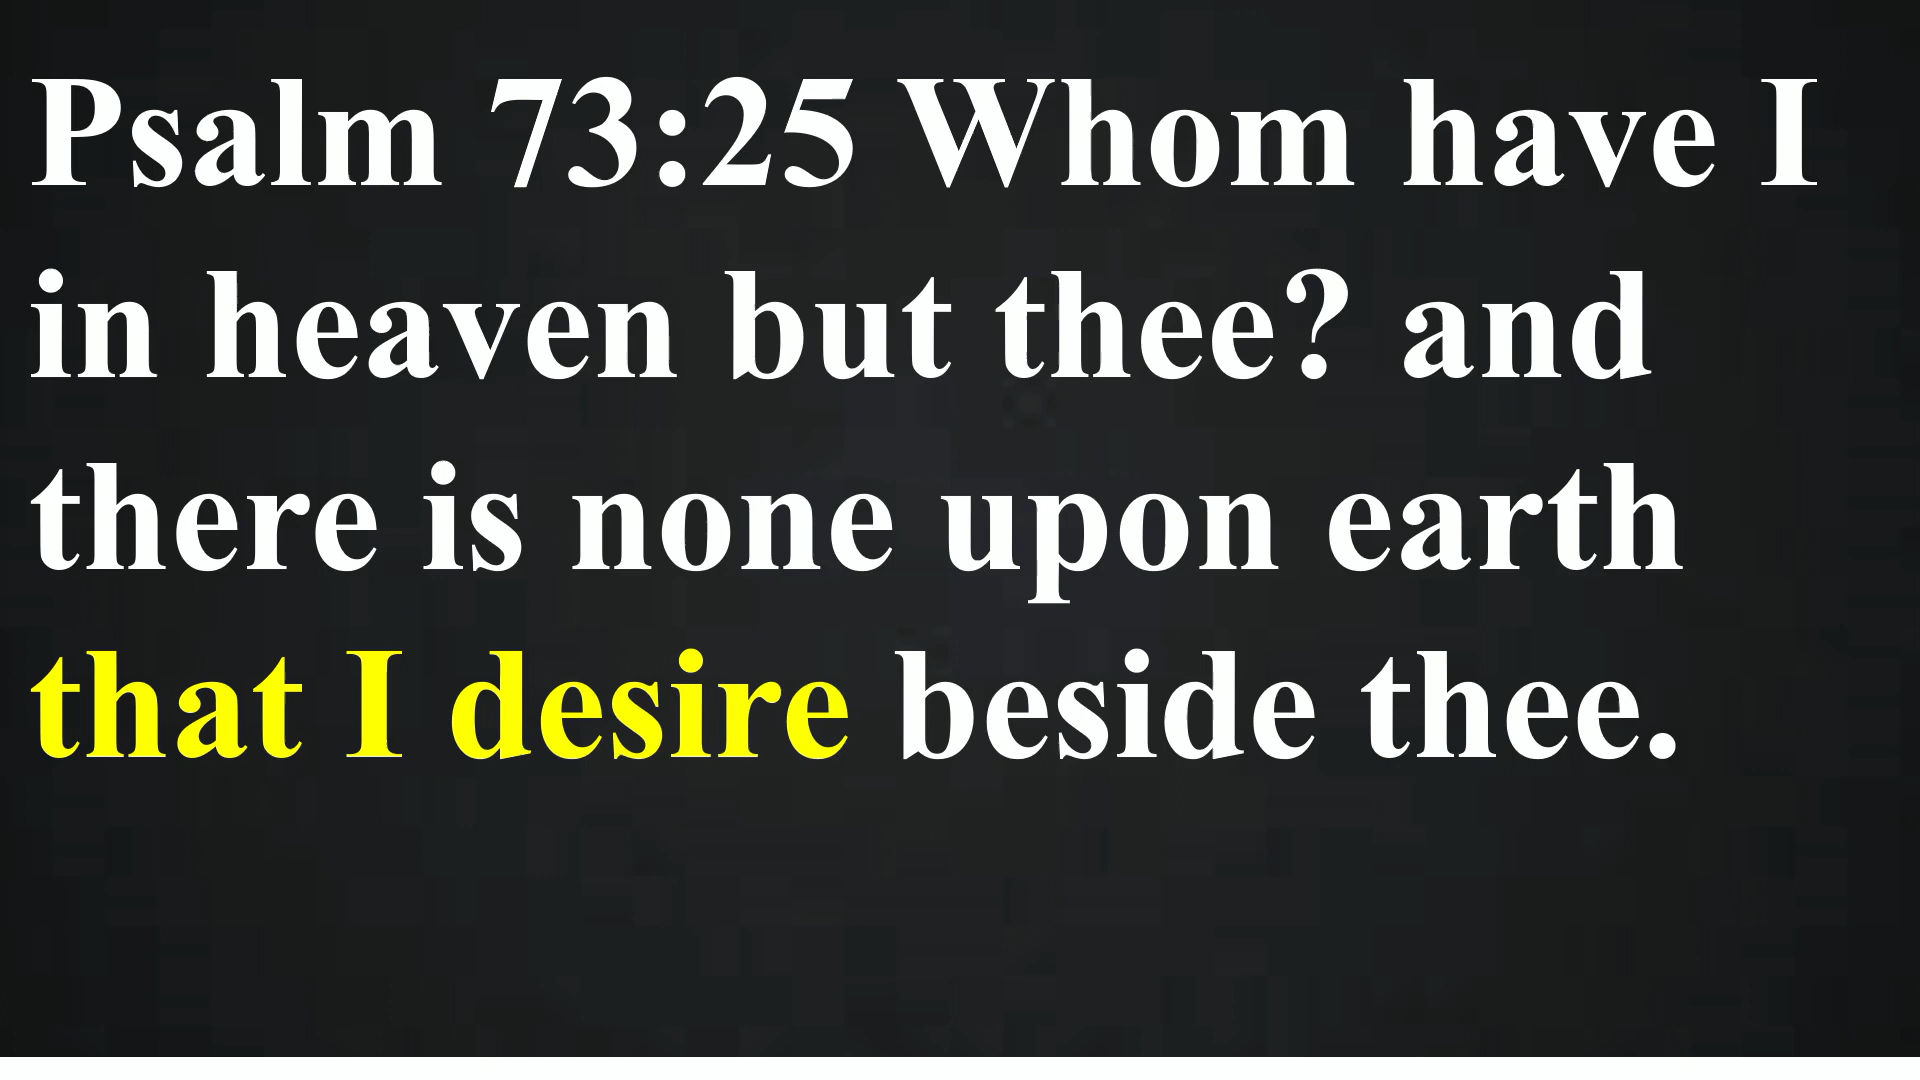 Psalm 73:25 Whom have I
in heaven but thee? and
there is none upon earth
that I desire beside thee.